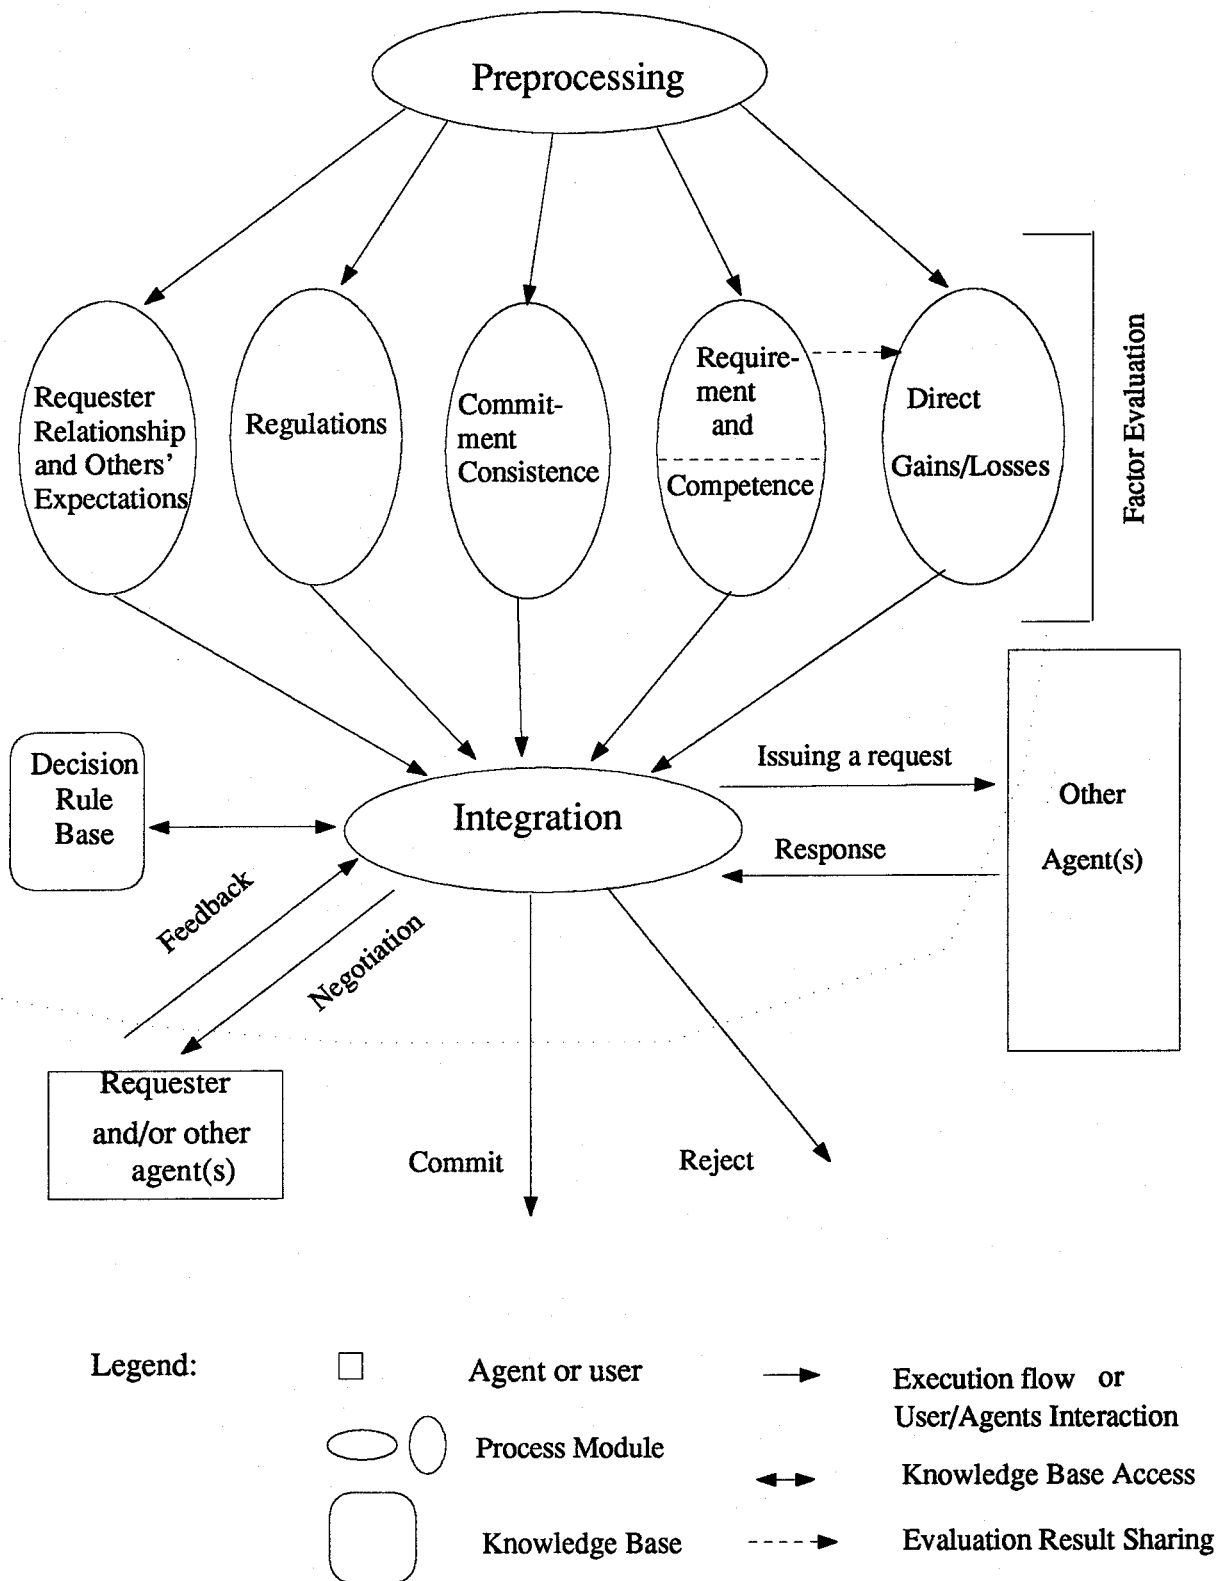 Preprocessing
Requester
Relationship
and Others'
Expectations
Regulations
Commit-
ment
Consistence
Require-
ment
and
Competence
Direct
Gains/Losses
Factor Evaluation
Decision
Rule
Base
Integration
Issuing a request
Response
Other
Agent(s)
Feedback
Negotiation
Requester
and/or other
agent(s)
Commit
Reject
Legend:
Agent or user
Execution flow or
User/Agents Interaction
Process Module
Knowledge Base Access
Knowledge Base
Evaluation Result Sharing